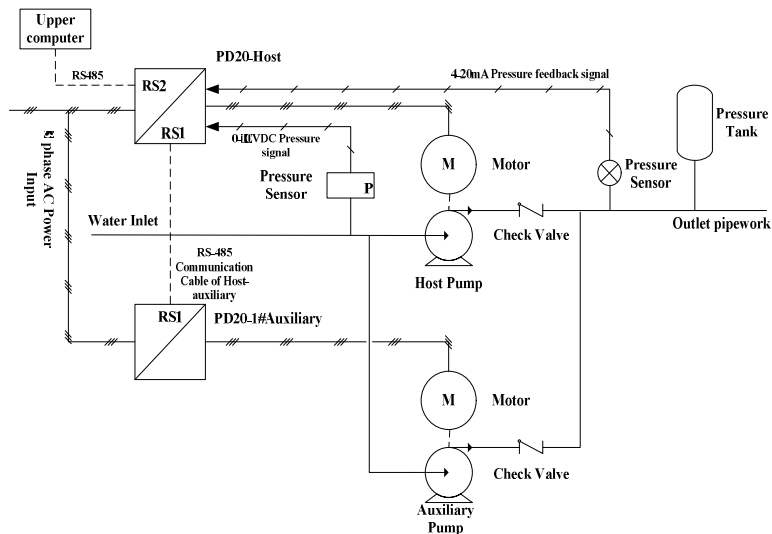 Upper
computer
RS485
PD20-Host
RS2
RS1
4-20mA Pressure feedback signal
Pressure
Signal
Pressure
Sensor
P
M
Motor
Pressure
Sensor
Pressure
Tank
phase AC Power
Input
Water Inlet
Check Valve
Outlet pipework
Host Pump
RS-485
Communication
Cable of Host-
auxiliary
RS1
PD20-1#Auxiliary
M
Motor
Check Valve
Auxiliary
Pump